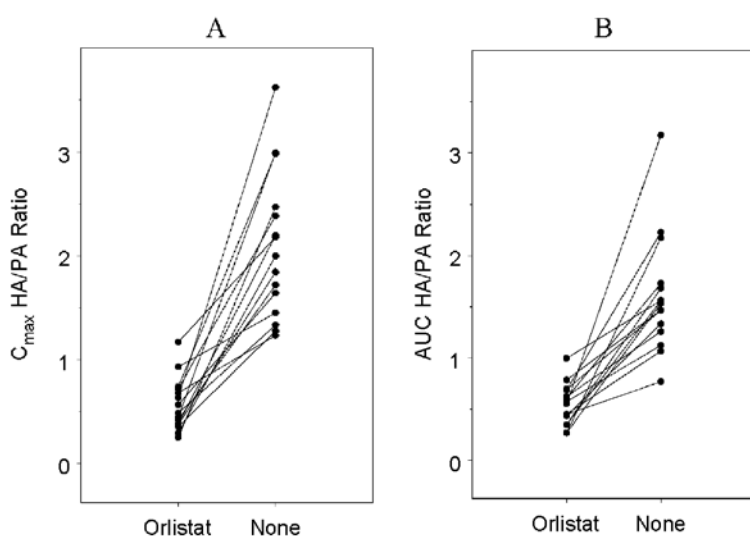 A
C_max HA/PA Ratio
3
2
1
0
Orlistat None
B
AUC HA/PA Ratio
3
2
1
0
Orlistat None